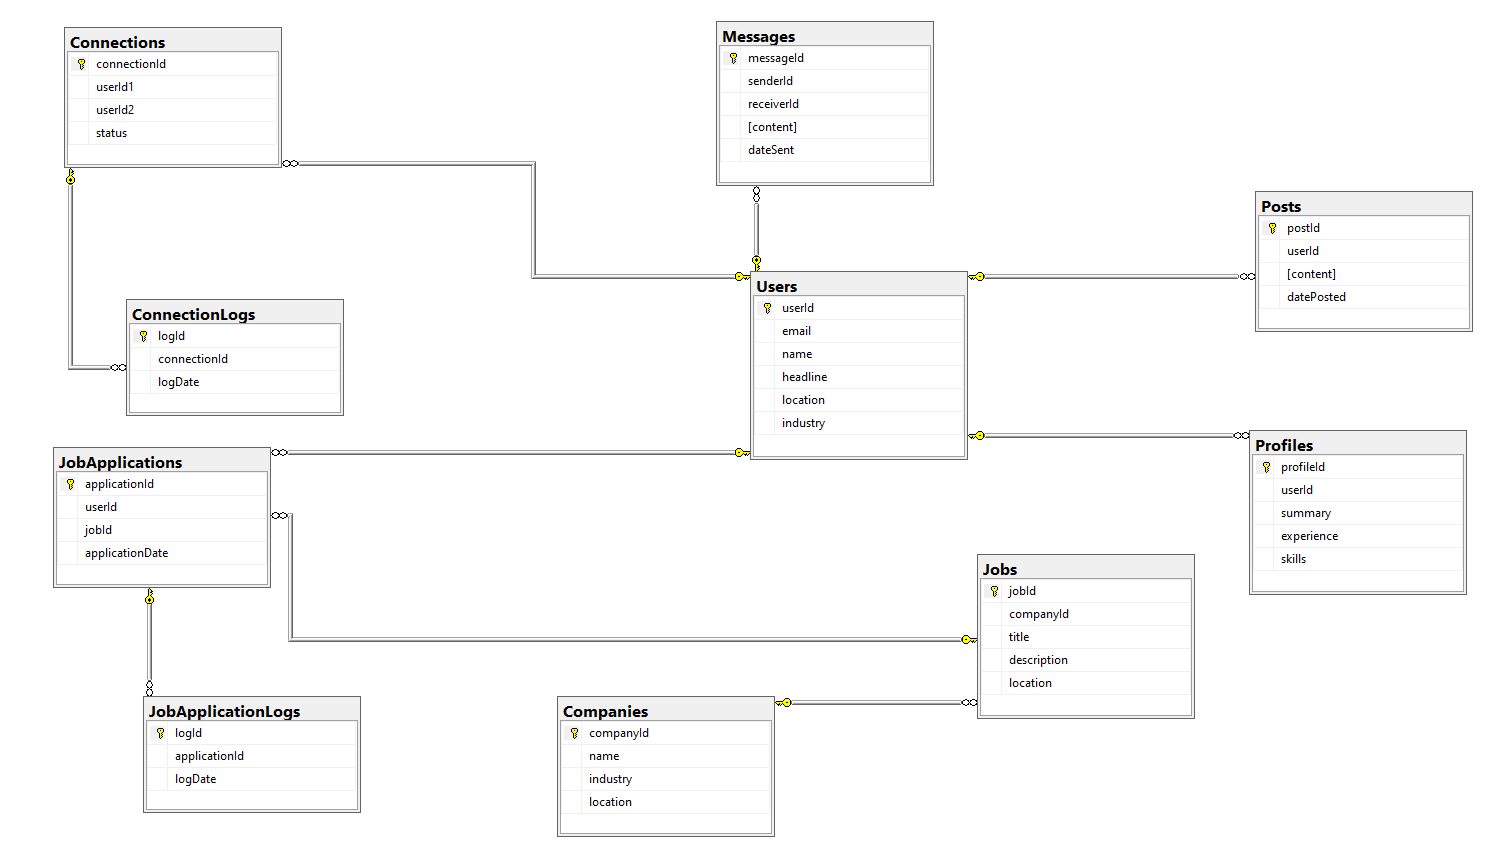 Connections
connectionId
userId1
userId2
status
Messages
messageId
senderId
receiverId
[content]
dateSent
Posts
postId
userId
[content]
datePosted
Users
userId
email
name
headline
location
industry
ConnectionLogs
logId
connectionId
logDate
JobApplications
applicationId
userId
jobId
applicationDate
Profiles
profileId
userId
summary
experience
skills
Jobs
jobId
companyId
title
description
location
JobApplicationLogs
logId
applicationId
logDate
Companies
companyId
name
industry
location